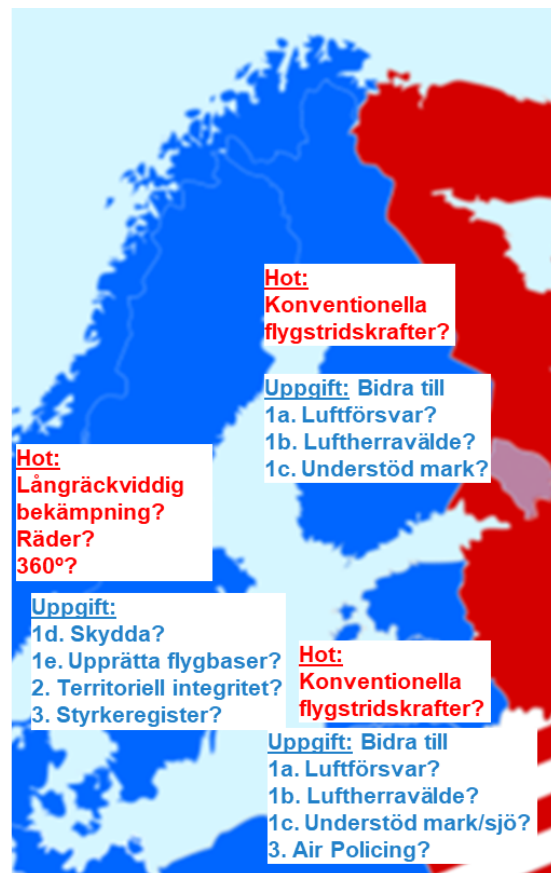 Hot:
Konventionella
flygstridskrafter?
Uppgift: Bidra till
1a. Luftförsvar?
1b. Luftherravälde?
1c. Understöd mark?
Hot:
Långräckviddig
bekämpning?
Räder?
360º?
Uppgift:
1d. Skydda?
1e. Upprätta flygbaser?
2. Territoriell integritet?
3. Styrkeregister?
Hot:
Konventionella
flygstridskrafter?
Uppgift: Bidra till
1a. Luftförsvar?
1b. Luftherravälde?
1c. Understöd mark/sjö?
3. Air Policing?